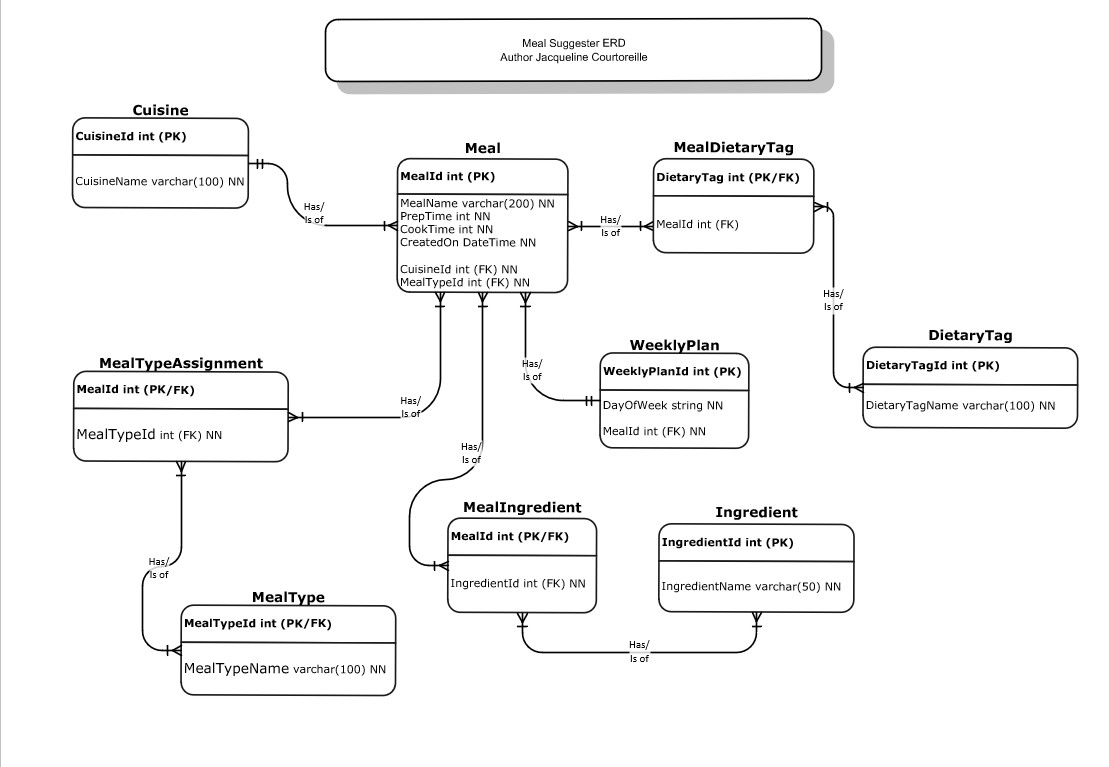 Meal Suggester ERD
Author Jacqueline Courtoreille
Cuisine
CuisineId int (PK)
CuisineName varchar(100) NN
Has/
Is of
Meal
MealId int (PK)
MealName varchar(200) NN
PrepTime int NN
CookTime int NN
CreatedOn DateTime NN
CuisineId int (FK) NN
MealTypeId int (FK) NN
Has/
Is of
MealDietaryTag
DietaryTag int (PK/FK)
MealId int (FK)
Has/
Is of
DietaryTag
DietaryTagId int (PK)
DietaryTagName varchar(100) NN
WeeklyPlan
WeeklyPlanId int (PK)
DayOfWeek string NN
MealId int (FK) NN
Has/
Is of
MealTypeAssignment
MealId int (PK/FK)
MealTypeId int (FK) NN
Has/
Is of
Has/
Is of
MealIngredient
MealId int (PK/FK)
IngredientId int (FK) NN
Ingredient
IngredientId int (PK)
IngredientName varchar(50) NN
Has/
Is of
Has/
Is of
MealType
MealTypeId int (PK/FK)
MealTypeName varchar(100) NN